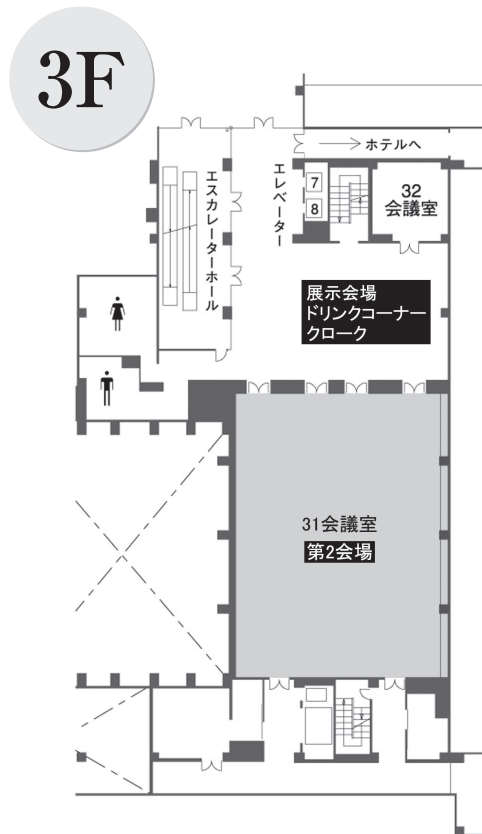 3F
→ ホテルへ
エスカレーターホール
エレベーター
7
8
32
会議室
展示会場
ドリンクコーナー
クローク
31会議室
第2会場